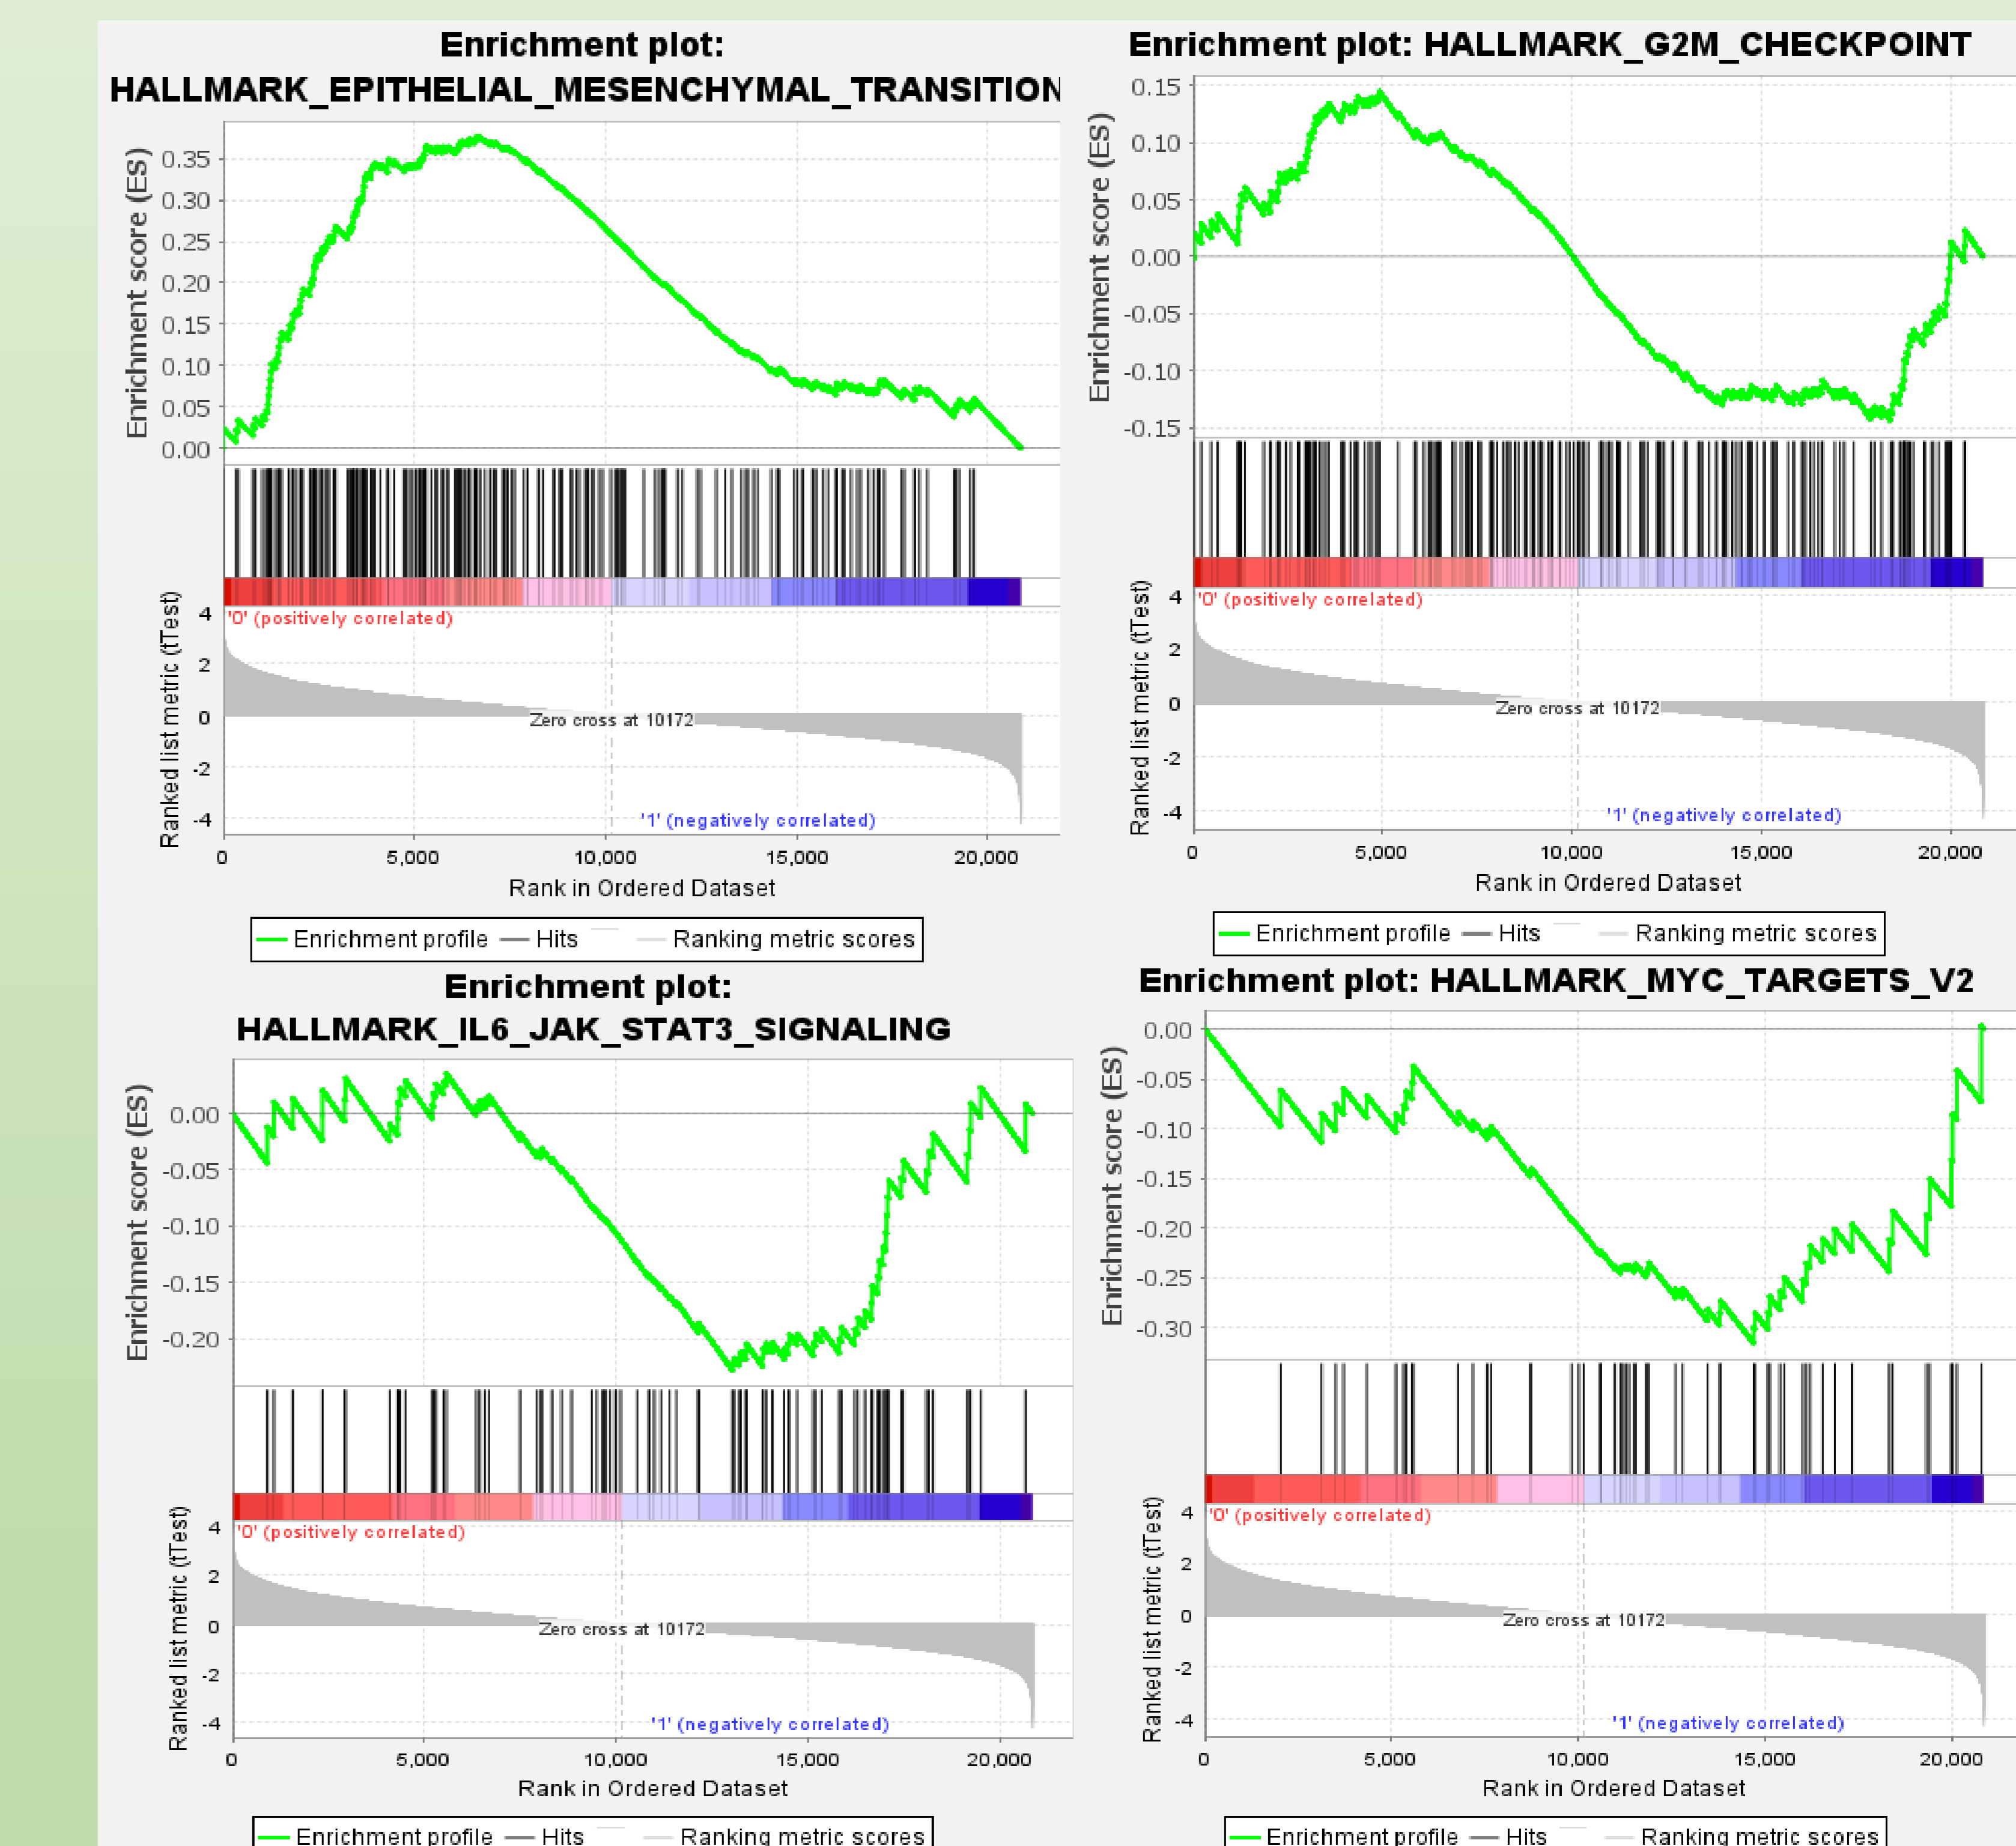 Enrichment plot:
HALLMARK_EPITHELIAL_MESENCHYMAL_TRANSITION
Enrichment score (ES)
0.35
0.30
0.25
0.20
0.15
0.10
0.05
0.00
Ranked list metric (tTest)
4
2
0
-2
-4
'0' (positively correlated)
Zero cross at 10172
'1' (negatively correlated)
0 5,000 10,000 15,000 20,000
Rank in Ordered Dataset
Enrichment profile Hits Ranking metric scores
Enrichment plot: HALLMARK_G2M_CHECKPOINT
Enrichment score (ES)
0.15
0.10
0.05
0.00
-0.05
-0.10
-0.15
Ranked list metric (tTest)
4
2
0
-2
-4
'0' (positively correlated)
Zero cross at 10172
'1' (negatively correlated)
0 5,000 10,000 15,000 20,000
Rank in Ordered Dataset
Enrichment profile Hits Ranking metric scores
Enrichment plot:
HALLMARK_IL6_JAK_STAT3_SIGNALING
Enrichment score (ES)
0.00
-0.05
-0.10
-0.15
-0.20
Ranked list metric (tTest)
4
2
0
-2
-4
'0' (positively correlated)
Zero cross at 10172
'1' (negatively correlated)
0 5,000 10,000 15,000 20,000
Rank in Ordered Dataset
Enrichment profile Hits Ranking metric scores
Enrichment plot: HALLMARK_MYC_TARGETS_V2
Enrichment score (ES)
0.00
-0.05
-0.10
-0.15
-0.20
-0.25
-0.30
Ranked list metric (tTest)
4
2
0
-2
-4
'0' (positively correlated)
Zero cross at 10172
'1' (negatively correlated)
0 5,000 10,000 15,000 20,000
Rank in Ordered Dataset
Enrichment profile Hits Ranking metric scores